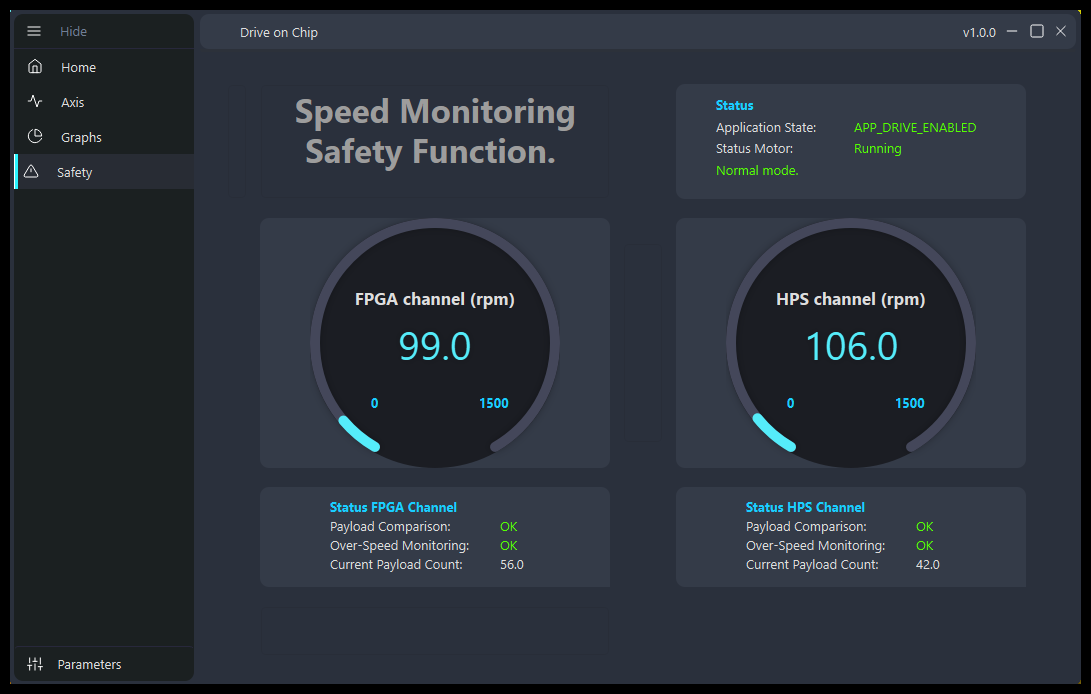 Hide
Drive on Chip
v1.0.0
Home
Axis
Graphs
Safety
Speed Monitoring
Safety Function.
Status
Application State: APP_DRIVE_ENABLED
Status Motor: Running
Normal mode.
FPGA channel (rpm)
99.0
0 1500
HPS channel (rpm)
106.0
0 1500
Status FPGA Channel
Payload Comparison: OK
Over-Speed Monitoring: OK
Current Payload Count: 56.0
Status HPS Channel
Payload Comparison: OK
Over-Speed Monitoring: OK
Current Payload Count: 42.0
Parameters